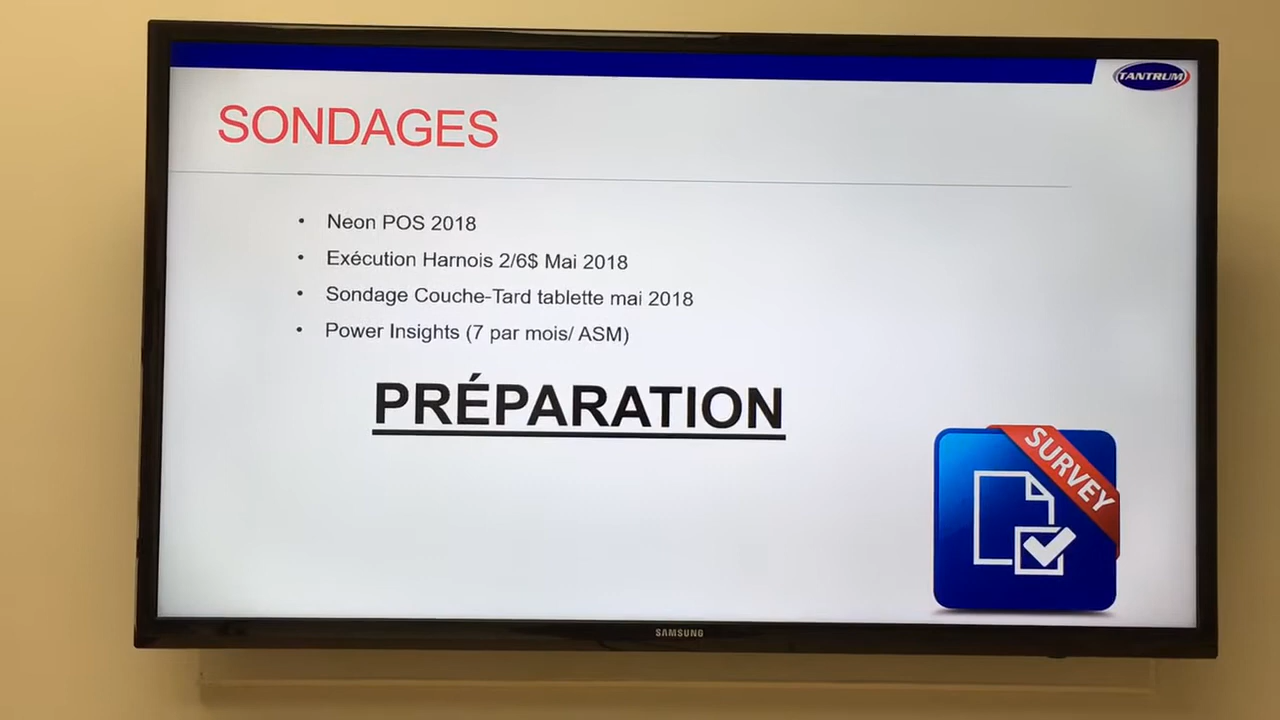 TANTRUM
SONDAGES
• Neon POS 2018
• Exécution Harnois 2/6$ Mai 2018
• Sondage Couche-Tard tablette mai 2018
• Power Insights (7 par mois/ ASM)
PRÉPARATION
SURVEY
SAMSUNG